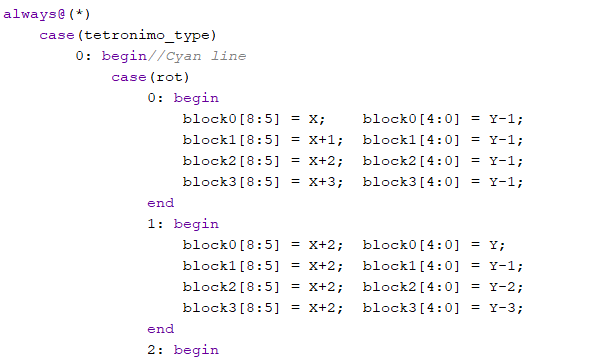 always@(*)
    case(tetronimo_type)
        0: begin//Cyan line
            case(rot)
                0: begin
                    block0[8:5] = X;    block0[4:0] = Y-1;
                    block1[8:5] = X+1;  block1[4:0] = Y-1;
                    block2[8:5] = X+2;  block2[4:0] = Y-1;
                    block3[8:5] = X+3;  block3[4:0] = Y-1;
                end
                1: begin
                    block0[8:5] = X+2;  block0[4:0] = Y;
                    block1[8:5] = X+2;  block1[4:0] = Y-1;
                    block2[8:5] = X+2;  block2[4:0] = Y-2;
                    block3[8:5] = X+2;  block3[4:0] = Y-3;
                end
                2: begin